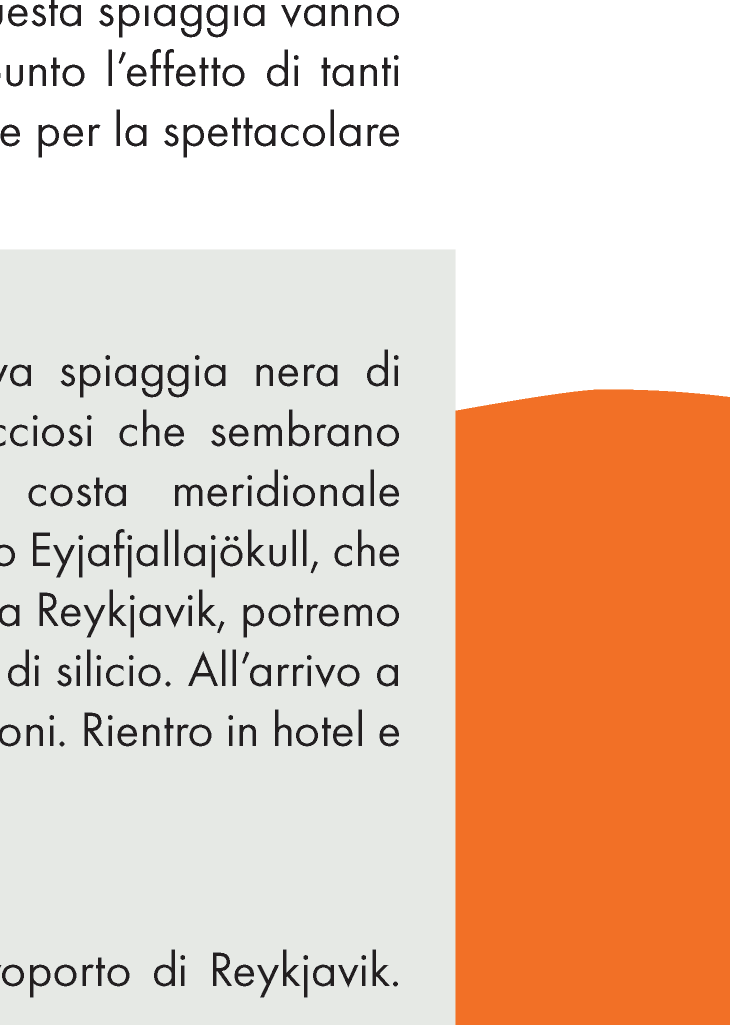 uesta spiaggia vanno
unto l’effetto di tanti
e per la spettacolare
va spiaggia nera di
cciosi che sembrano
costa meridionale
o Eyjafjallajökull, che
a Reykjavik, potremo
di silicio. All’arrivo a
oni. Rientro in hotel e
oporto di Reykjavik.